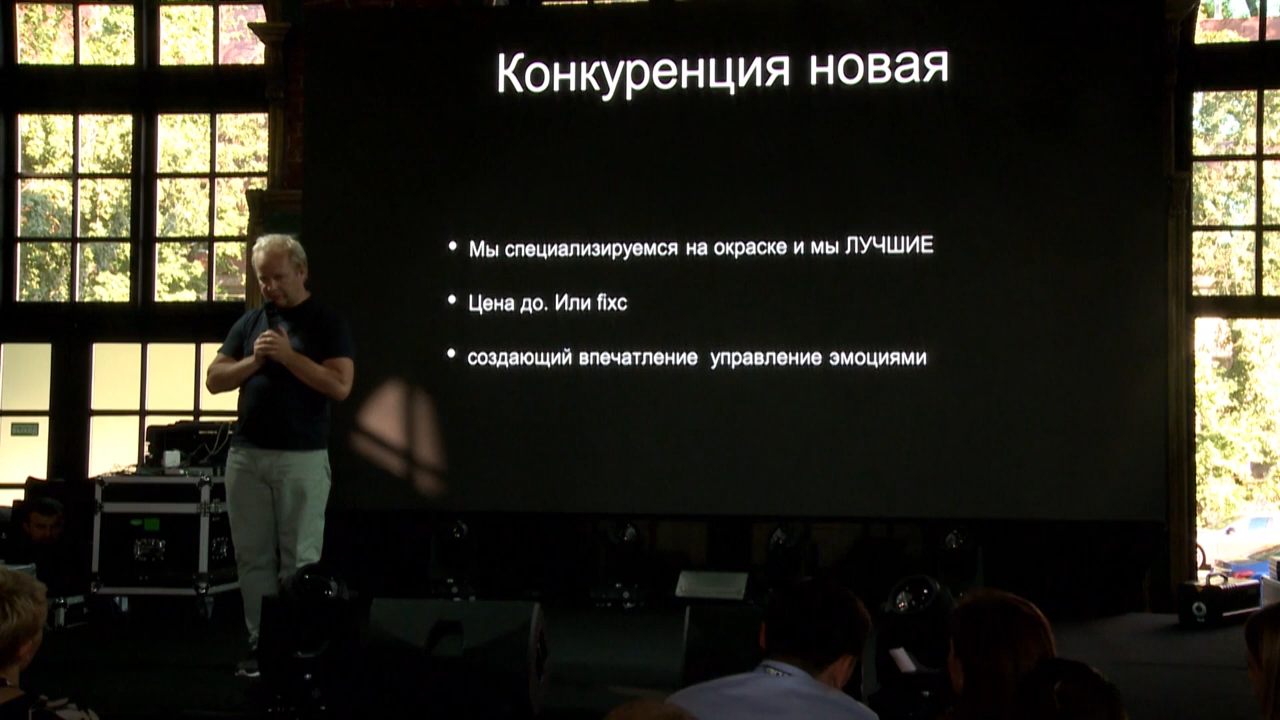 Конкуренция новая
• Мы специализируемся на окраске и мы ЛУЧШИЕ
• Цена до. Или fixc
• создающий впечатление управление эмоциями